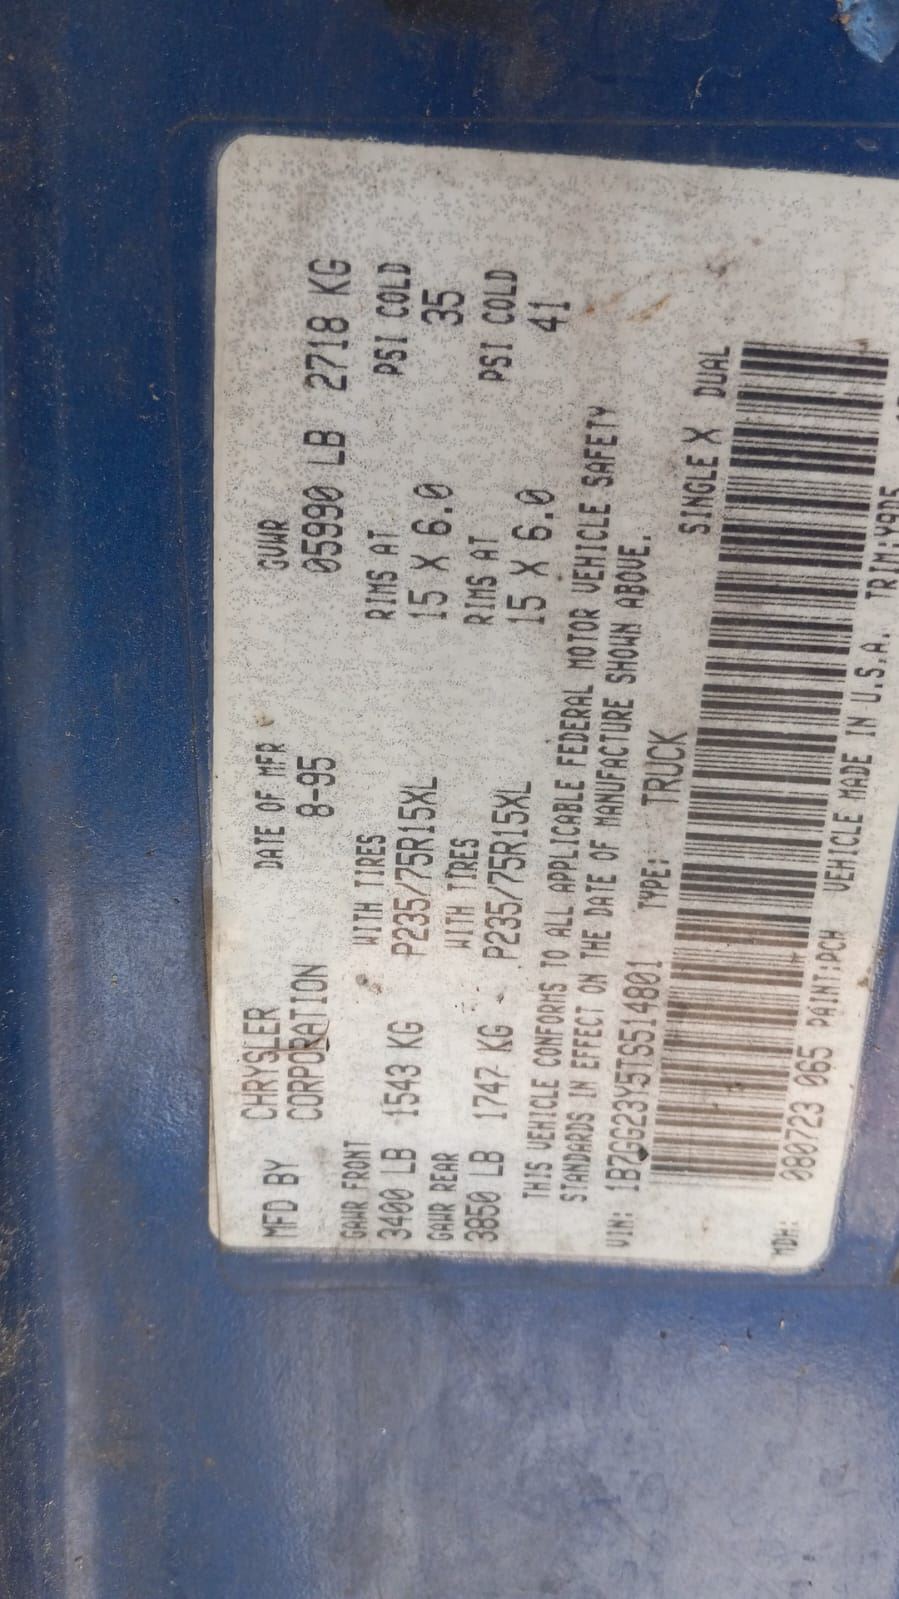 MFD BY CHRYSLER CORPORATION DATE OF MFR 8-95 GVWR 05990 LB 2718 KG
GAWR FRONT WITH TIRES RIMS AT PSI COLD
3400 LB 1543 KG P235/75R15XL 15 X 6.0 35
GAWR REAR WITH TIRES RIMS AT PSI COLD
3850 LB 1747 KG P235/75R15XL 15 X 6.0 41
THIS VEHICLE CONFORMS TO ALL APPLICABLE FEDERAL MOTOR VEHICLE SAFETY
STANDARDS IN EFFECT ON THE DATE OF MANUFACTURE SHOWN ABOVE.
VIN: 1B7GG23Y5TS514801 TYPE: TRUCK SINGLE X DUAL
MDH: 080723 065 PAINT:PCH VEHICLE MADE IN U.S.A. TRIM:Y9D5